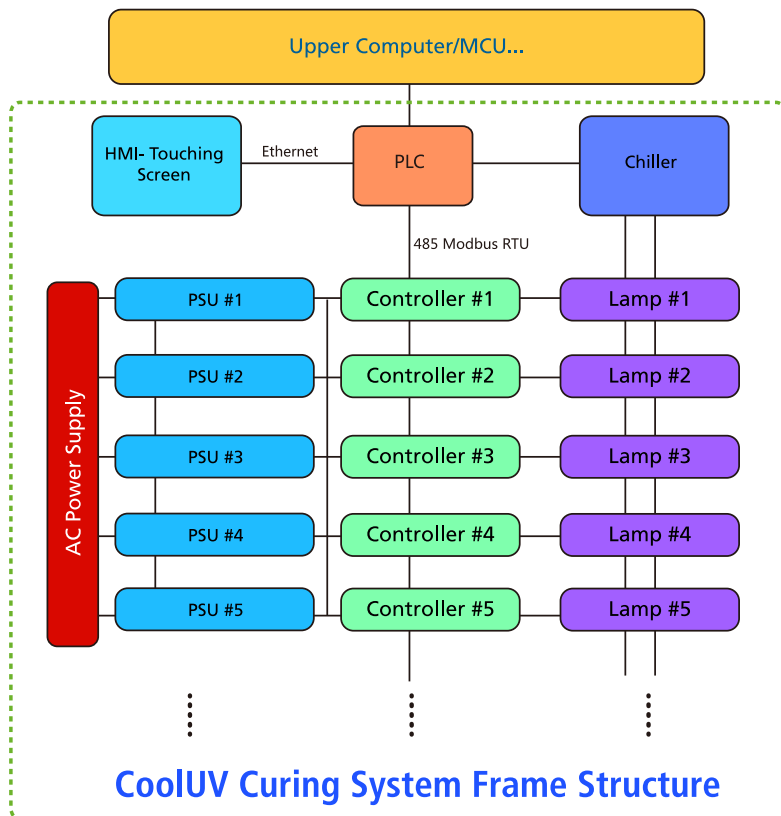 Upper Computer/MCU...
HMI- Touching
Screen
Ethernet
PLC
Chiller
485 Modbus RTU
AC Power Supply
PSU #1
Controller #1
Lamp #1
PSU #2
Controller #2
Lamp #2
PSU #3
Controller #3
Lamp #3
PSU #4
Controller #4
Lamp #4
PSU #5
Controller #5
Lamp #5
CoolUV Curing System Frame Structure